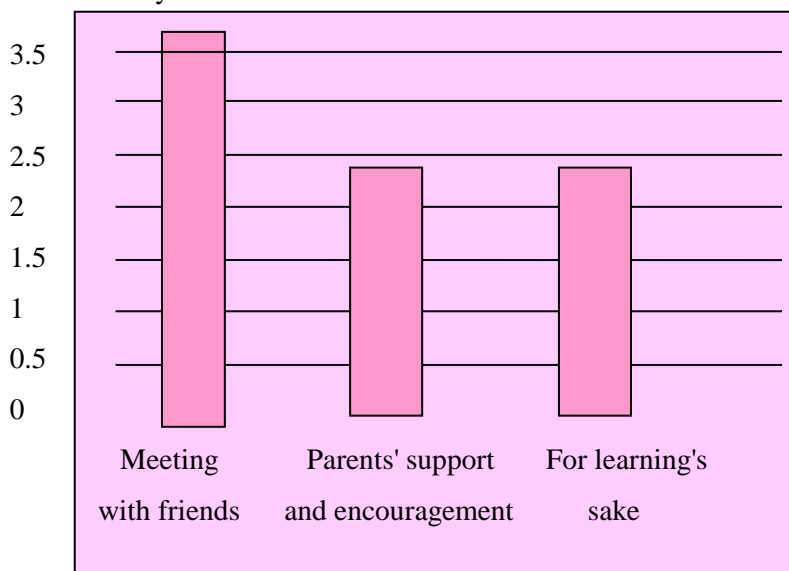 3.5
3
2.5
2
1.5
1
0.5
0
Meeting
with friends
Parents' support
and encouragement
For learning's
sake